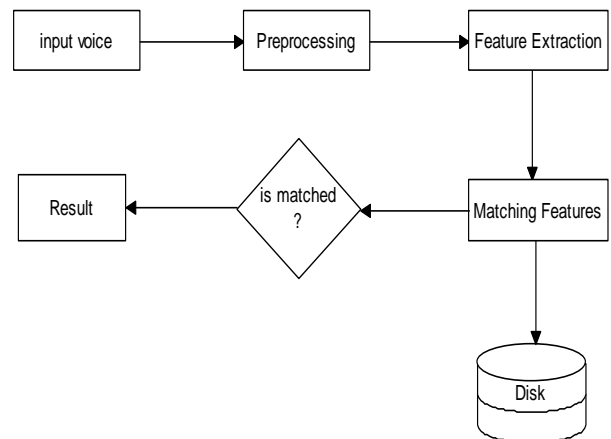 input voice
Preprocessing
Feature Extraction
Matching Features
is matched
?
Result
Disk